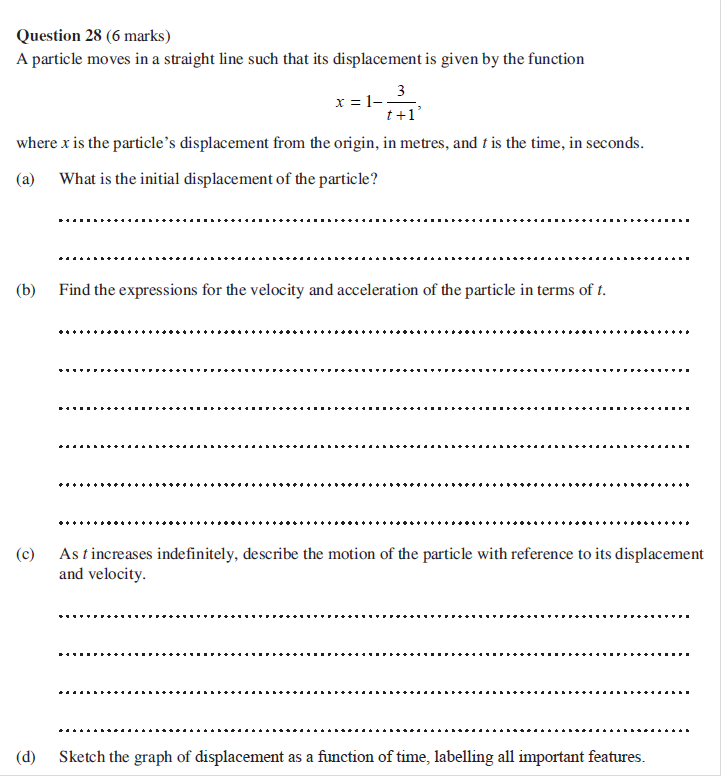 Question 28 (6 marks)
A particle moves in a straight line such that its displacement is given by the function
x = 1 − 3/(t + 1),
where x is the particle's displacement from the origin, in metres, and t is the time, in seconds.
(a) What is the initial displacement of the particle?
(b) Find the expressions for the velocity and acceleration of the particle in terms of t.
(c) As t increases indefinitely, describe the motion of the particle with reference to its displacement
and velocity.
(d) Sketch the graph of displacement as a function of time, labelling all important features.